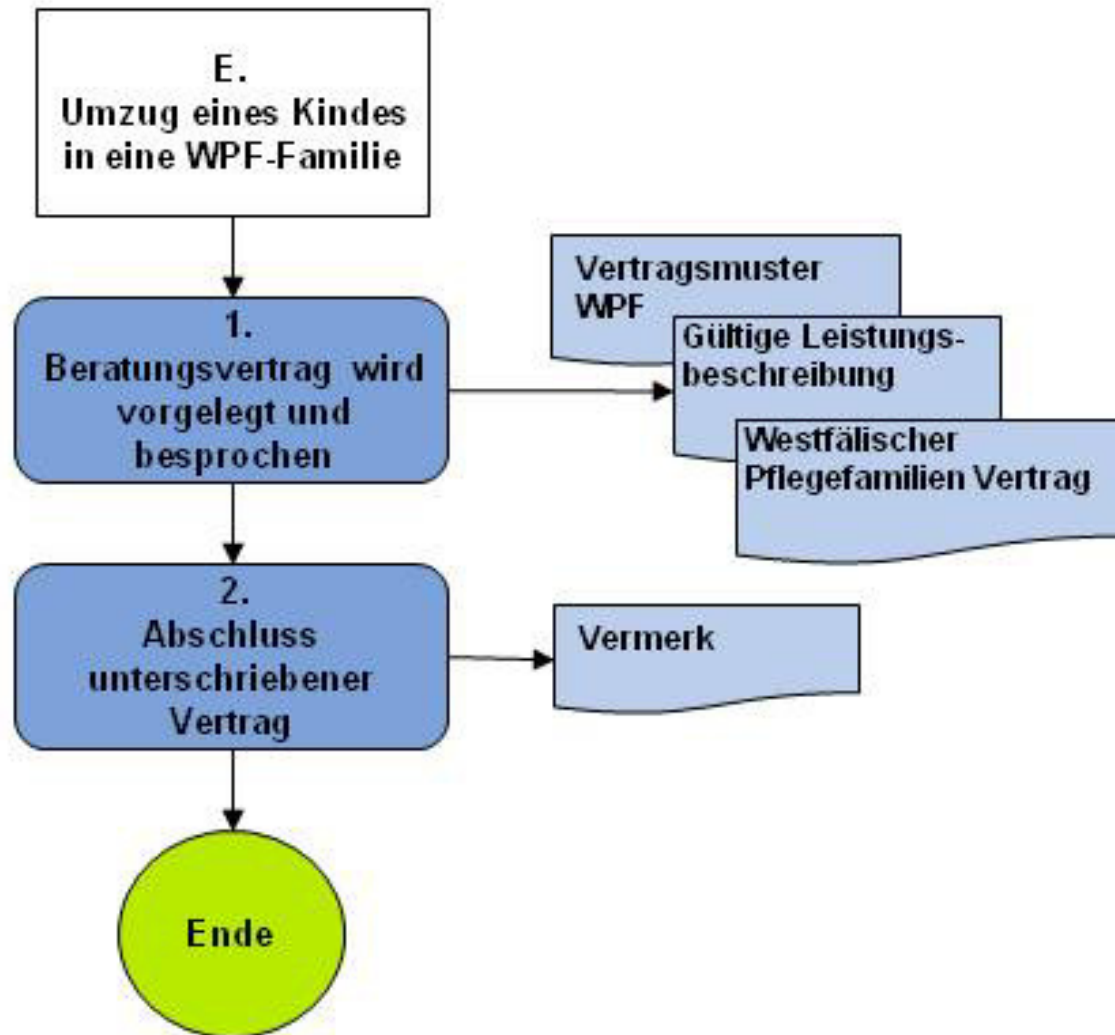 E.
Umzug eines Kindes
in eine WPF-Familie
1.
Beratungsvertrag wird
vorgelegt und
besprochen
Vertragsmuster
WPF
Gültige Leistungs-
beschreibung
Westfälischer
Pflegefamilien Vertrag
2.
Abschluss
unterschriebener
Vertrag
Vermerk
Ende